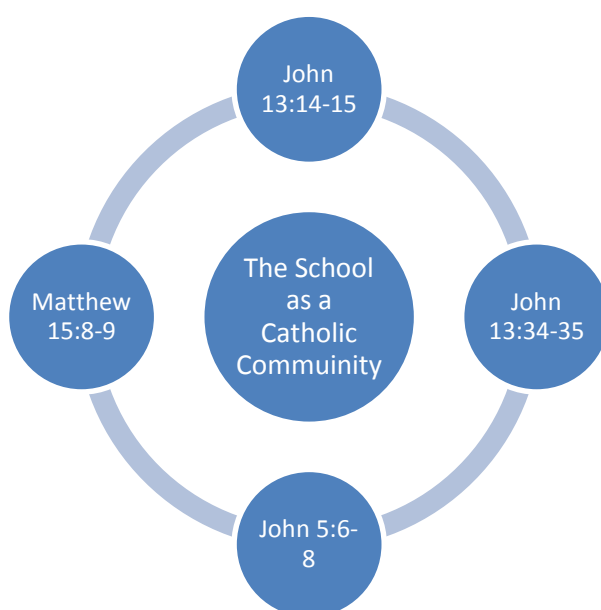 John
13:14-15
The School
as a
Catholic
Commuinity
Matthew
15:8-9
John
13:34-35
John 5:6-
8